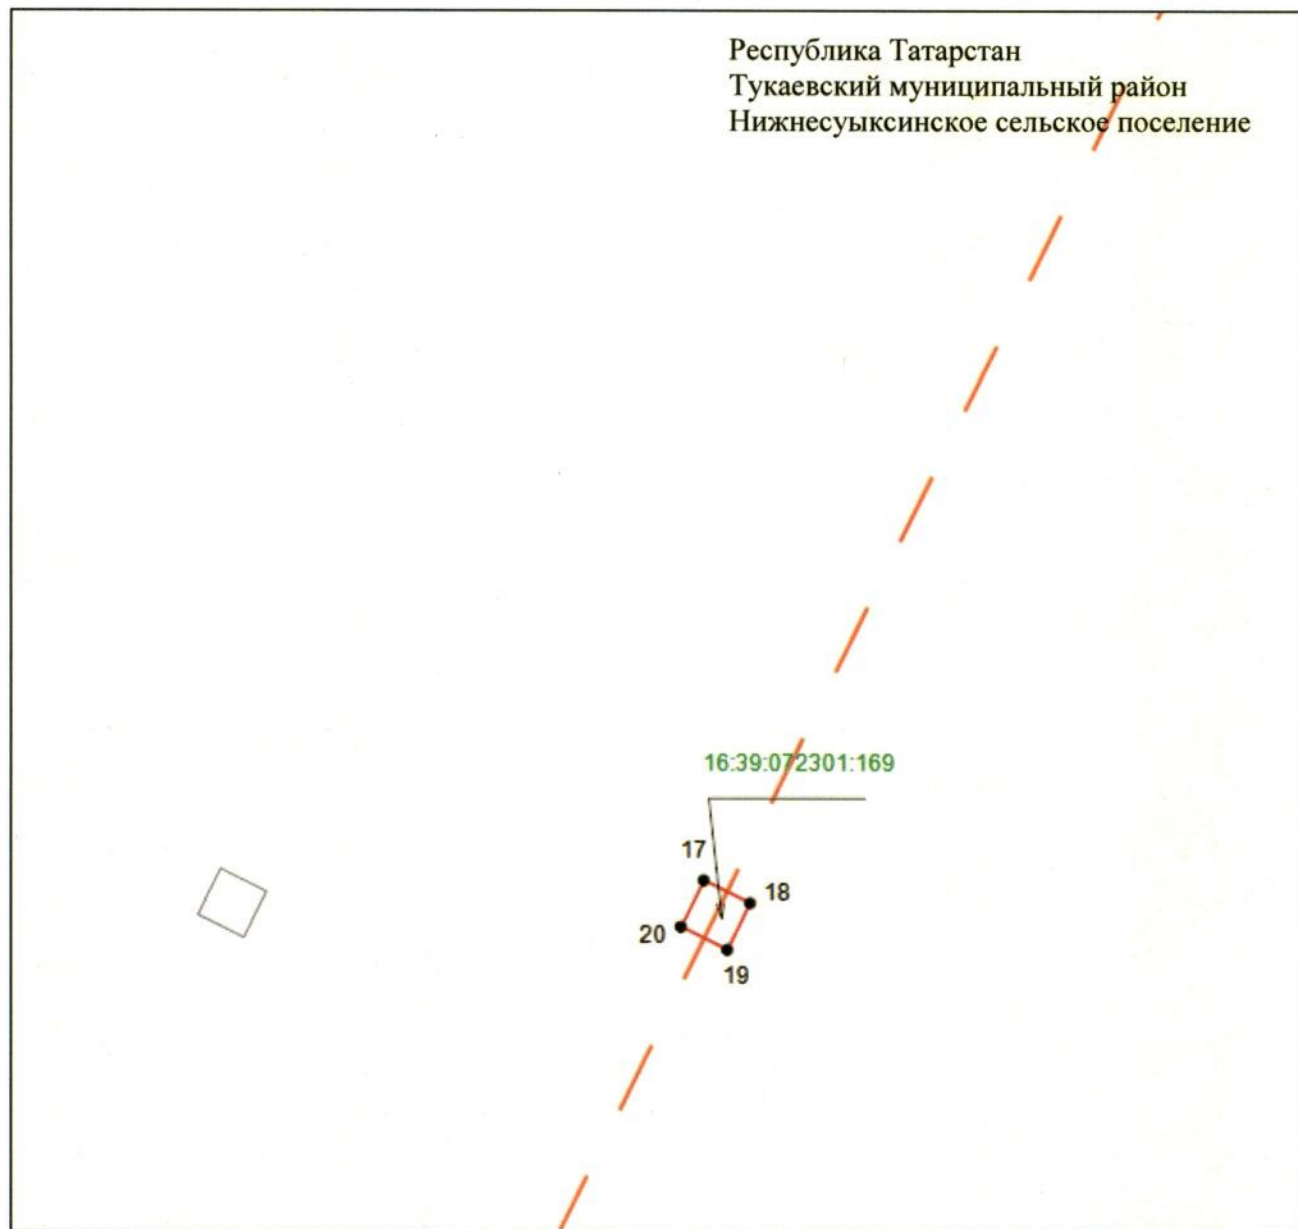 Республика Татарстан
Тукаевский муниципальный район
Нижнесуыксинское сельское поселение
16:39:072301:169
17
18
20
19